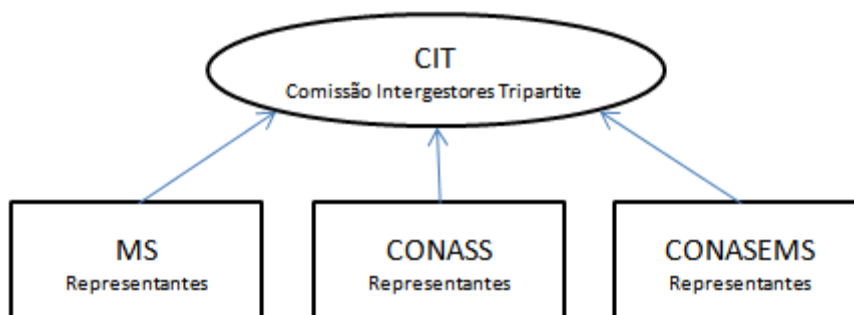 CIT
Comissão Intergestores Tripartite
MS
Representantes
CONASS
Representantes
CONASEMS
Representantes